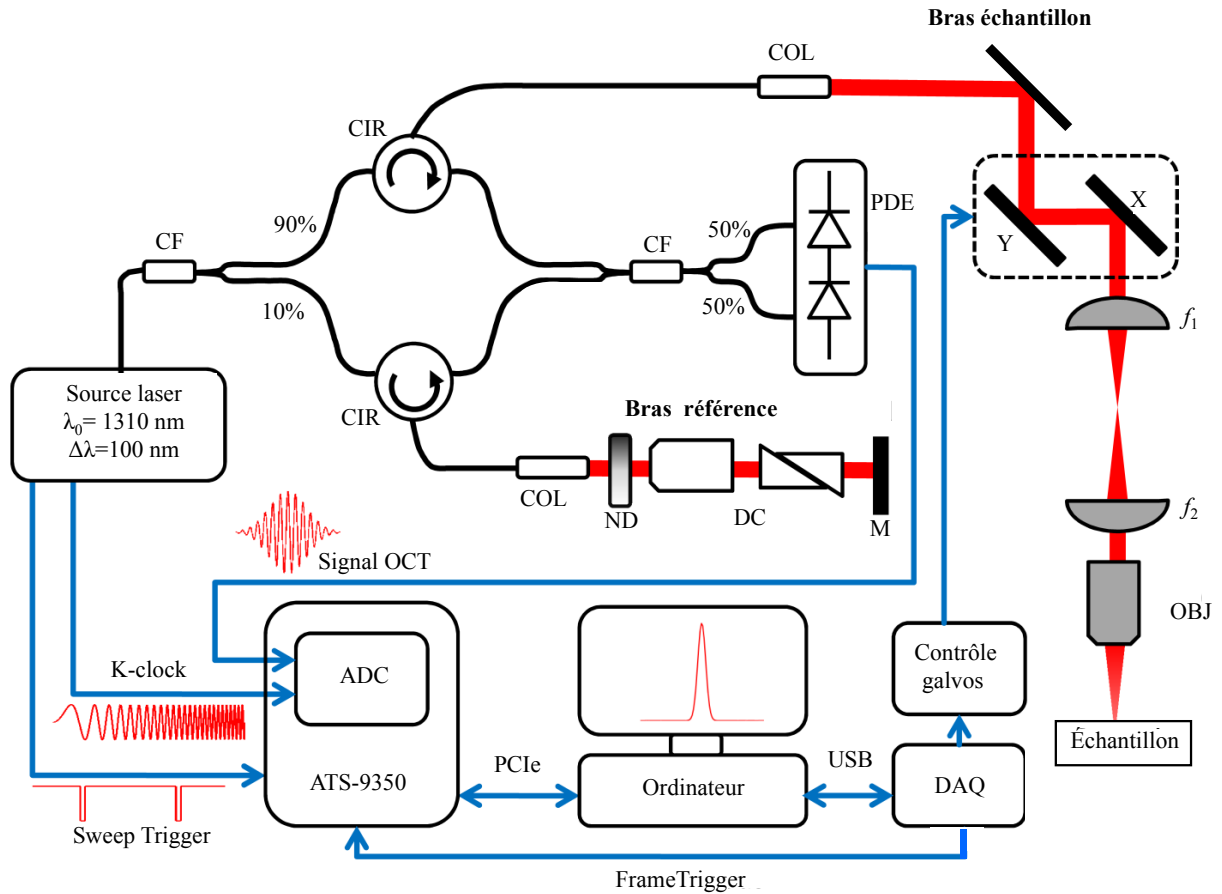 Bras échantillon
COL
CIR
X
PDE
90%
Y
50%
CF
CF
f1
10%
50%
Source laser
λ0= 1310 nm
Δλ=100 nm
CIR
Bras référence
COL
ND
DC
M
f2
Signal OCT
OBJ
K-clock
ADC
Contrôle
galvos
Échantillon
PCIe
USB
ATS-9350
Ordinateur
DAQ
Sweep Trigger
FrameTrigger